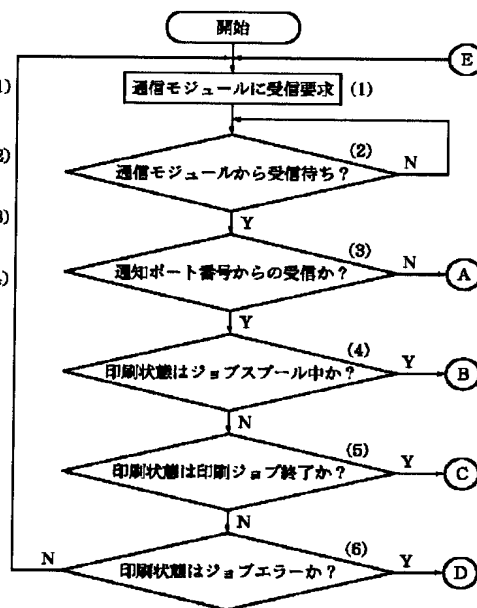 開始
E
通信モジュールに受信要求 (1)
1)
(2)
通信モジュールから受信待ち？ N
2)
Y
3)
(3)
通知ポート番号からの受信か？ N A
Y
(4)
印刷状態はジョブスプール中か？ Y B
N
(5)
印刷状態は印刷ジョブ終了か？ Y C
N
(6)
N 印刷状態はジョブエラーか？ Y D